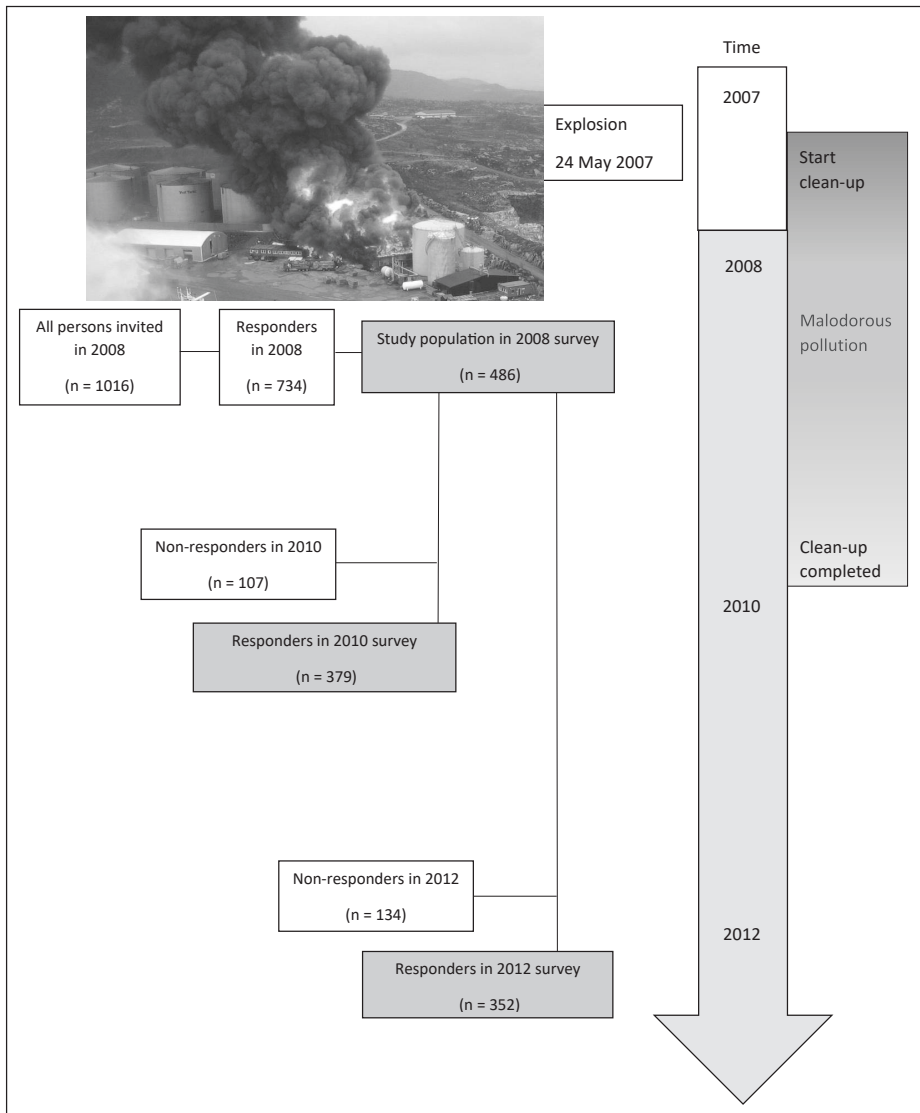 Time
2007
Explosion
24 May 2007
Start
clean-up
2008
Malodorous
pollution
All persons invited
in 2008
(n = 1016)
Responders
in 2008
(n = 734)
Study population in 2008 survey
(n = 486)
Non-responders in 2010
(n = 107)
Clean-up
completed
2010
Responders in 2010 survey
(n = 379)
Non-responders in 2012
(n = 134)
2012
Responders in 2012 survey
(n = 352)